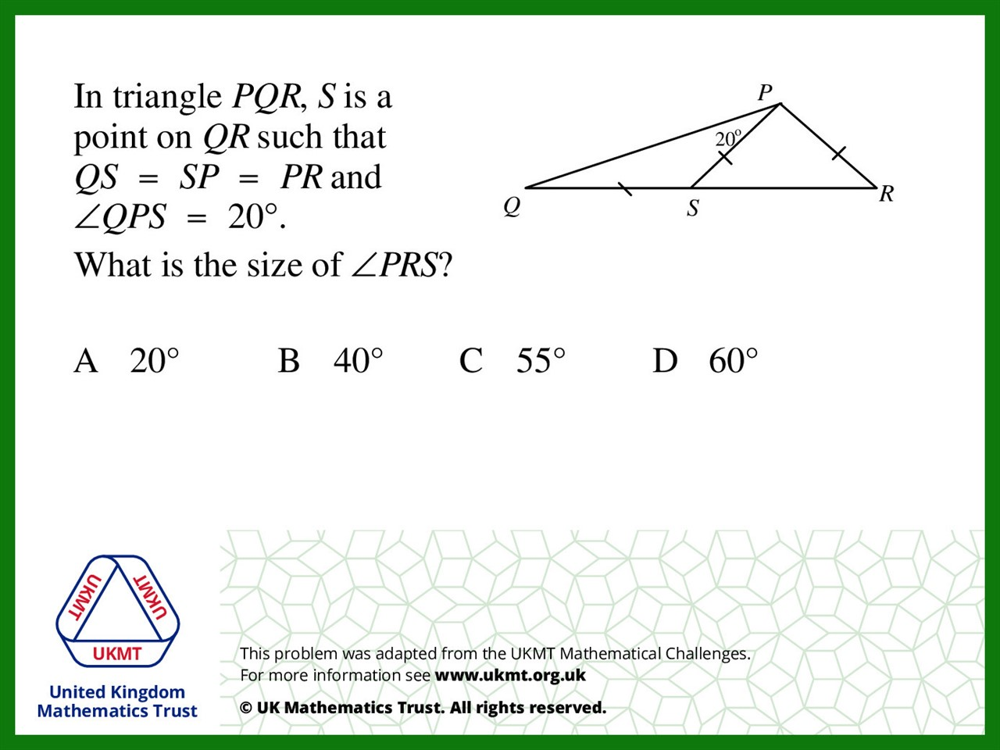 In triangle PQR, S is a
point on QR such that
QS = SP = PR and
∠QPS = 20°.
What is the size of ∠PRS?
P
20°
Q
S
R
A 20° B 40° C 55° D 60°
UKMT
UKMT
UKMT
United Kingdom
Mathematics Trust
This problem was adapted from the UKMT Mathematical Challenges.
For more information see www.ukmt.org.uk
© UK Mathematics Trust. All rights reserved.